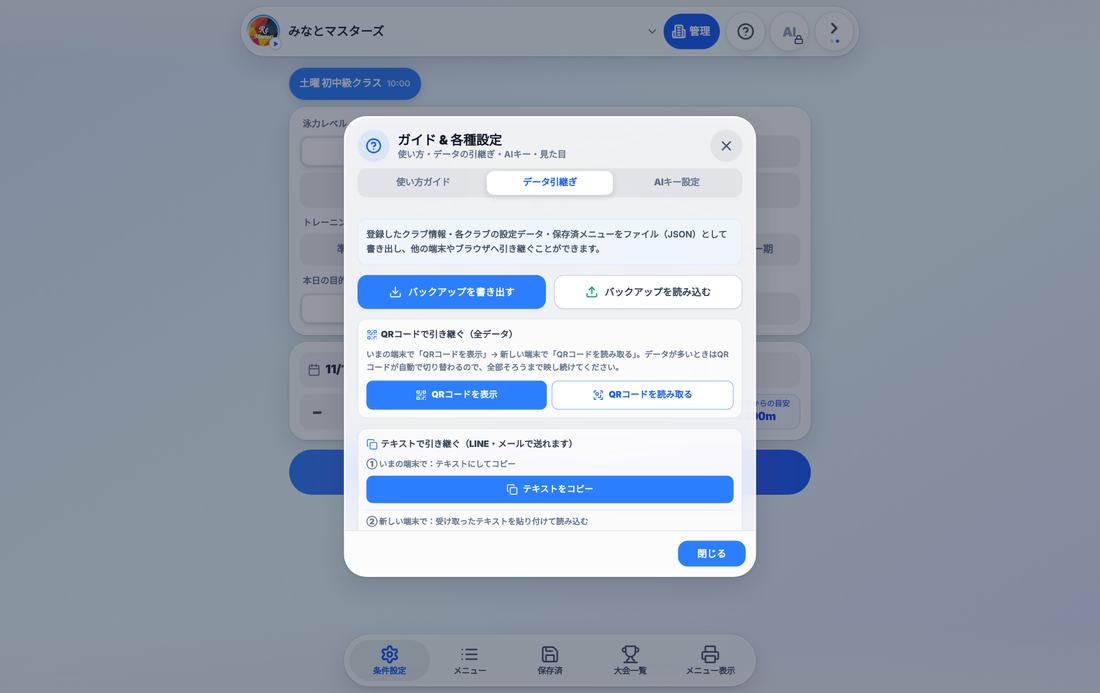 みなとマスターズ
管理
AI
土曜 初中級クラス 10:00
泳力レベル
ガイド & 各種設定
使い方・データの引継ぎ・AIキー・見た目
使い方ガイド
データ引継ぎ
AIキー設定
登録したクラブ情報・各クラブの設定データ・保存済メニューをファイル（JSON）として
書き出し、他の端末やブラウザへ引き継ぐことができます。
バックアップを書き出す
バックアップを読み込む
QRコードで引き継ぐ（全データ）
いまの端末で「QRコードを表示」→ 新しい端末で「QRコードを読み取る」。データが多いときはQR
コードが自動で切り替わるので、全部そろうまで映し続けてください。
QRコードを表示
QRコードを読み取る
テキストで引き継ぐ（LINE・メールで送れます）
①いまの端末で：テキストにしてコピー
テキストをコピー
②新しい端末で：受け取ったテキストを貼り付けて読み込む
閉じる
トレーニン
準
ー期
本日の目的
11/
からの目安
00m
条件設定
メニュー
保存済
大会一覧
メニュー表示